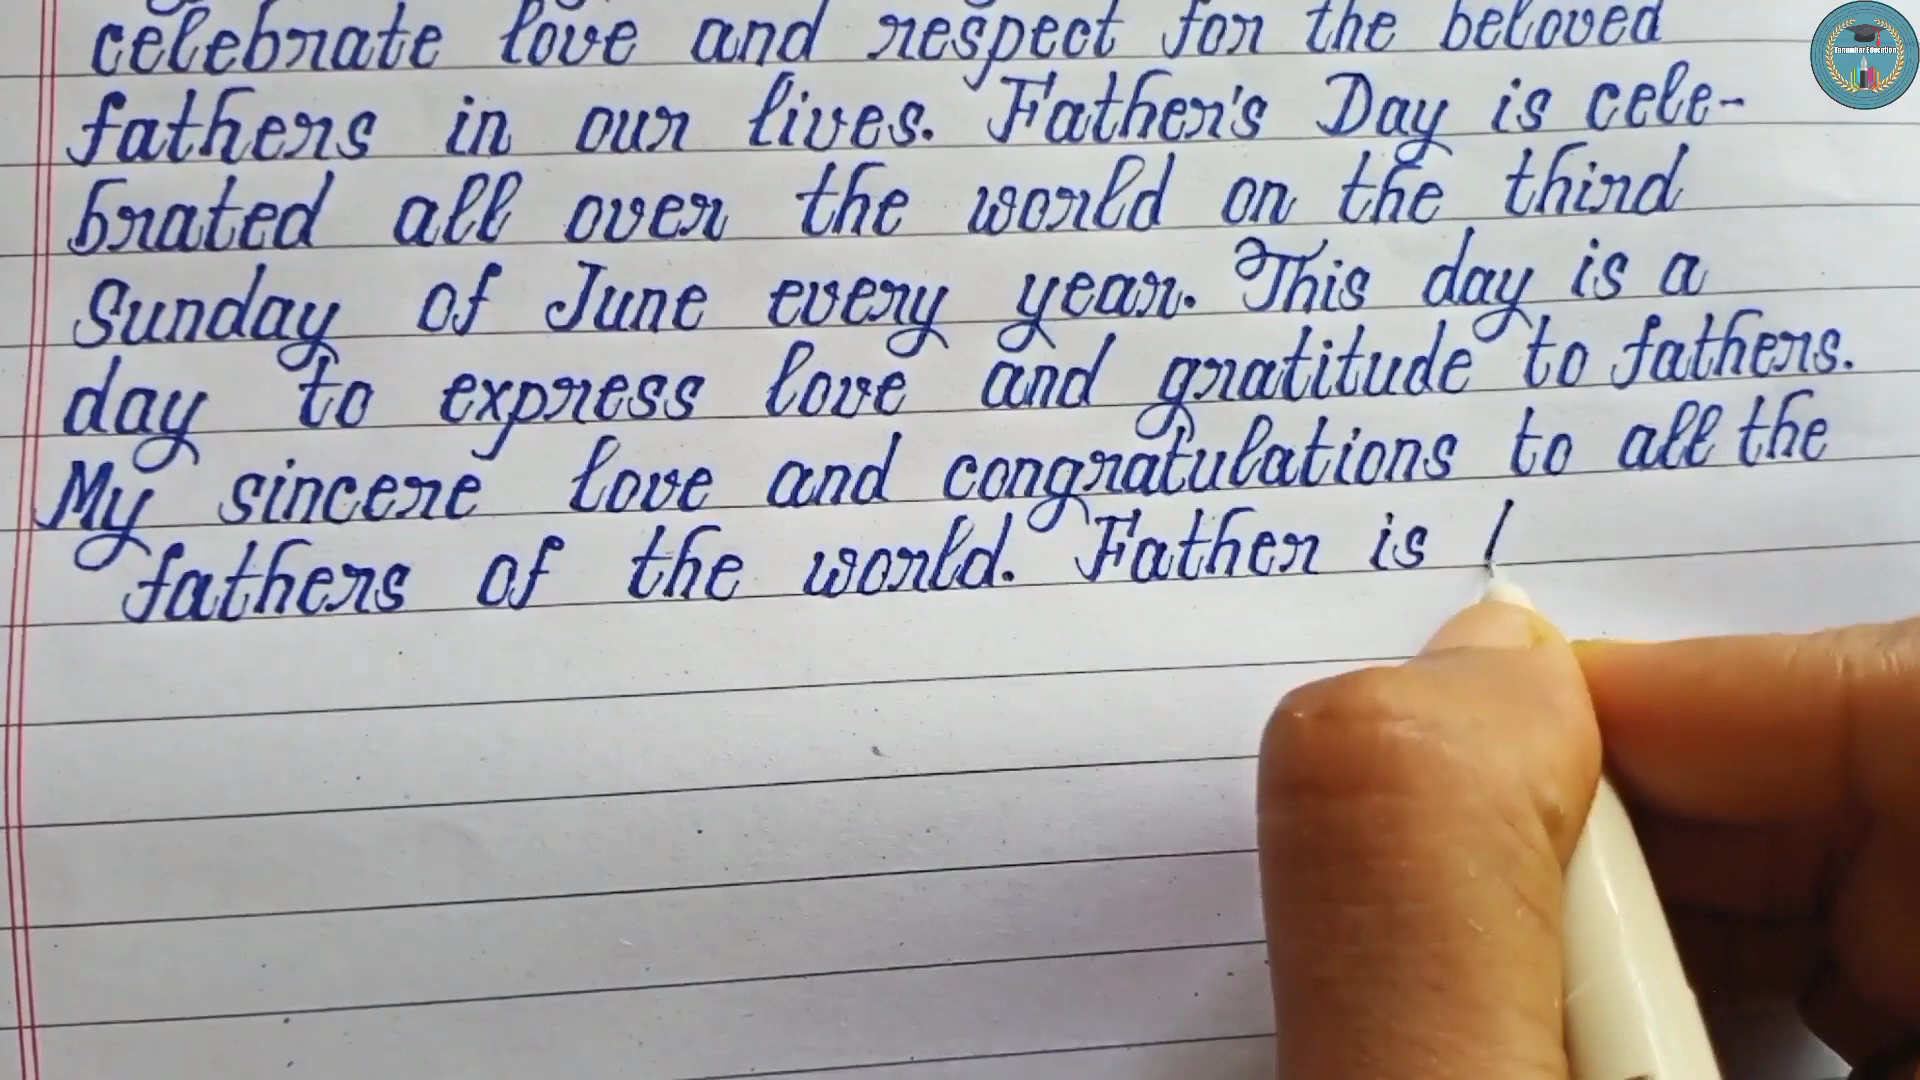 celebrate love and respect for the beloved
fathers in our lives. Father's Day is cele-
brated all over the world on the third
Sunday of June every year. This day is a
day to express love and gratitude to fathers.
My sincere love and congratulations to all the
fathers of the world. Father is
Tanumhar Education